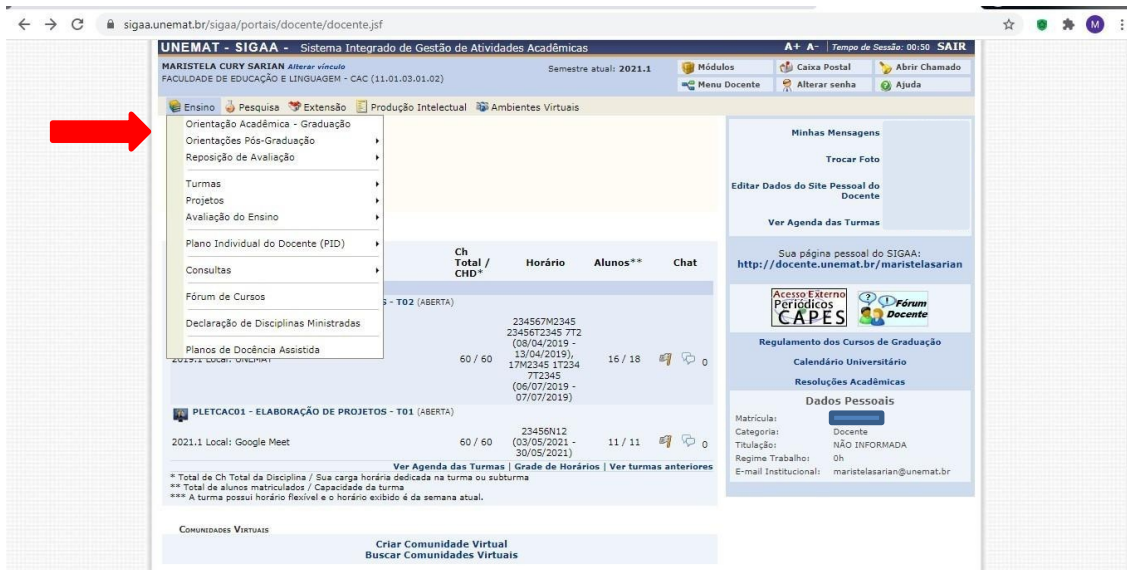 sigaa.unemat.br/sigaa/portais/docente/docente.jsf
M
UNEMAT - SIGAA - Sistema Integrado de Gestão de Atividades Acadêmicas
A+ A- Tempo de Sessão: 00:50 SAIR
MARISTELA CURY SARIAN Alterar vínculo
FACULDADE DE EDUCAÇÃO E LINGUAGEM - CAC (11.01.03.01.02)
Semestre atual: 2021.1
Módulos
Caixa Postal
Abrir Chamado
Menu Docente
Alterar senha
Ajuda
Ensino Pesquisa Extensão Produção Intelectual Ambientes Virtuais
Orientação Acadêmica - Graduação
Orientações Pós-Graduação
Reposição de Avaliação
Turmas
Projetos
Avaliação do Ensino
Plano Individual do Docente (PID)
Consultas
Fórum de Cursos
Declaração de Disciplinas Ministradas
Planos de Docência Assistida
Ch Total / CHD*
Horário
Alunos**
Chat
S - T02 (ABERTA)
2019.1 Local: UNEMAT
60 / 60
234567M2345
23456T2345 7T2
(08/04/2019 -
13/04/2019),
17M2345 1T234
7T2345
(06/07/2019 -
07/07/2019)
16 / 18
0
PLETCAC01 - ELABORAÇÃO DE PROJETOS - T01 (ABERTA)
2021.1 Local: Google Meet
60 / 60
23456N12
(03/05/2021 -
30/05/2021)
11 / 11
0
Ver Agenda das Turmas | Grade de Horários | Ver turmas anteriores
* Total de Ch Total da Disciplina / Sua carga horária dedicada na turma ou subturma
** Total de alunos matriculados / Capacidade da turma
*** A turma possui horário flexível e o horário exibido é da semana atual.
COMUNIDADES VIRTUAIS
Criar Comunidade Virtual
Buscar Comunidades Virtuais
Minhas Mensagens
Trocar Foto
Editar Dados do Site Pessoal do
Docente
Ver Agenda das Turmas
Sua página pessoal do SIGAA:
http://docente.unemat.br/maristelasarian
Acesso Externo
Periódicos
CAPES
Fórum
Docente
Regulamento dos Cursos de Graduação
Calendário Universitário
Resoluções Acadêmicas
Dados Pessoais
Matrícula:
Categoria: Docente
Titulação: NÃO INFORMADA
Regime Trabalho: 0h
E-mail Institucional: maristelasarian@unemat.br